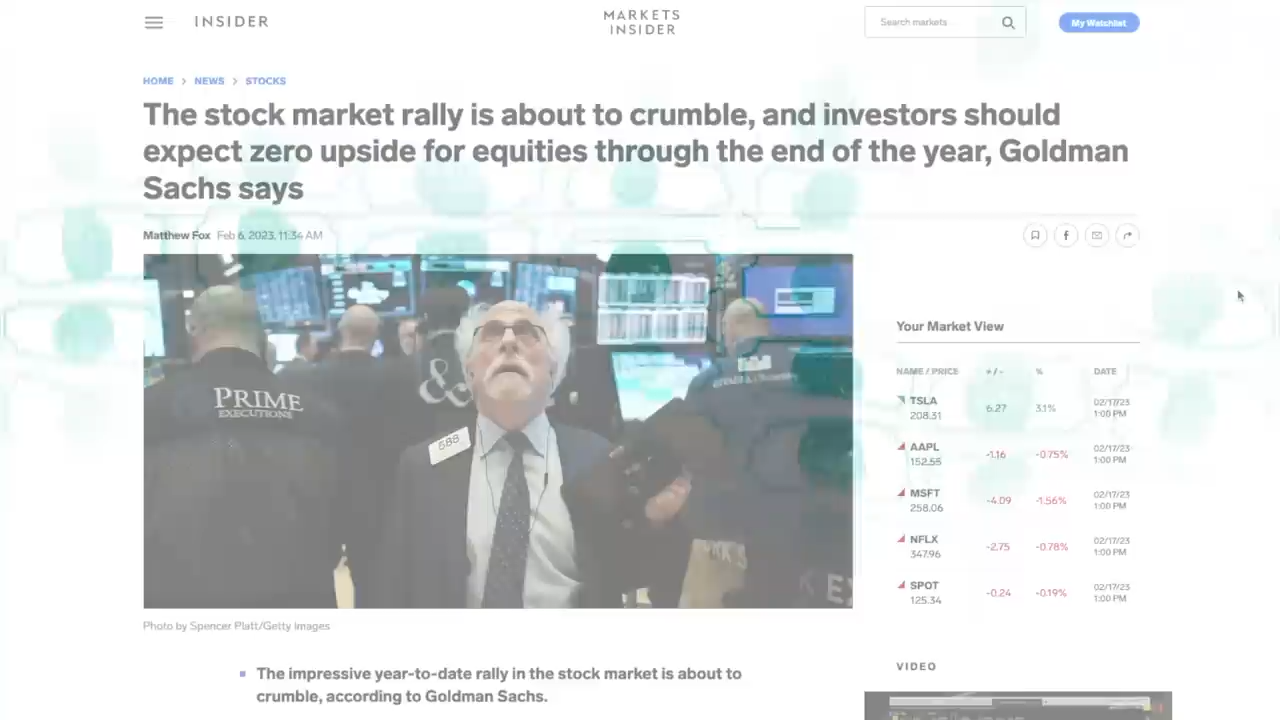 INSIDER
MARKETS
INSIDER
Search markets
My Watchlist
HOME > NEWS > STOCKS
The stock market rally is about to crumble, and investors should
expect zero upside for equities through the end of the year, Goldman
Sachs says
Matthew Fox Feb 6, 2023, 11:34 AM
PRIME
EXECUTIONS
&
588
Photo by Spencer Platt/Getty Images
The impressive year-to-date rally in the stock market is about to
crumble, according to Goldman Sachs.
Your Market View
NAME / PRICE +/- % DATE
TSLA
208.31 6.27 3.1% 02/17/23
1:00 PM
AAPL
152.55 -1.16 -0.75% 02/17/23
1:00 PM
MSFT
258.06 -4.09 -1.56% 02/17/23
1:00 PM
NFLX
347.96 -2.75 -0.78% 02/17/23
1:00 PM
SPOT
125.34 -0.24 -0.19% 02/17/23
1:00 PM
VIDEO